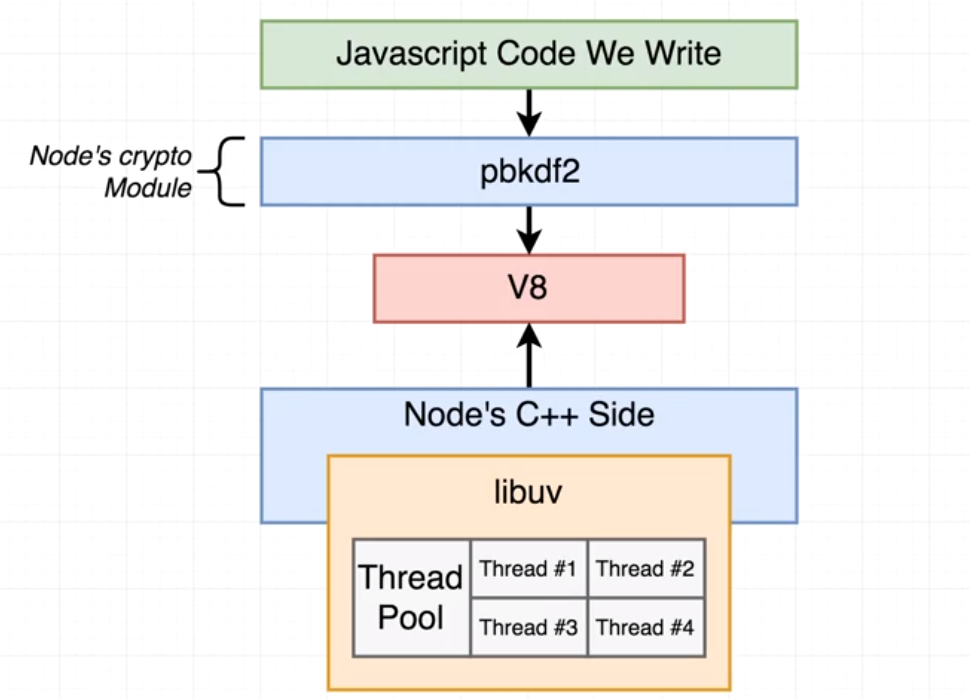 Javascript Code We Write
Node's crypto
Module
pbkdf2
V8
Node's C++ Side
libuv
Thread
Pool
Thread #1
Thread #2
Thread #3
Thread #4